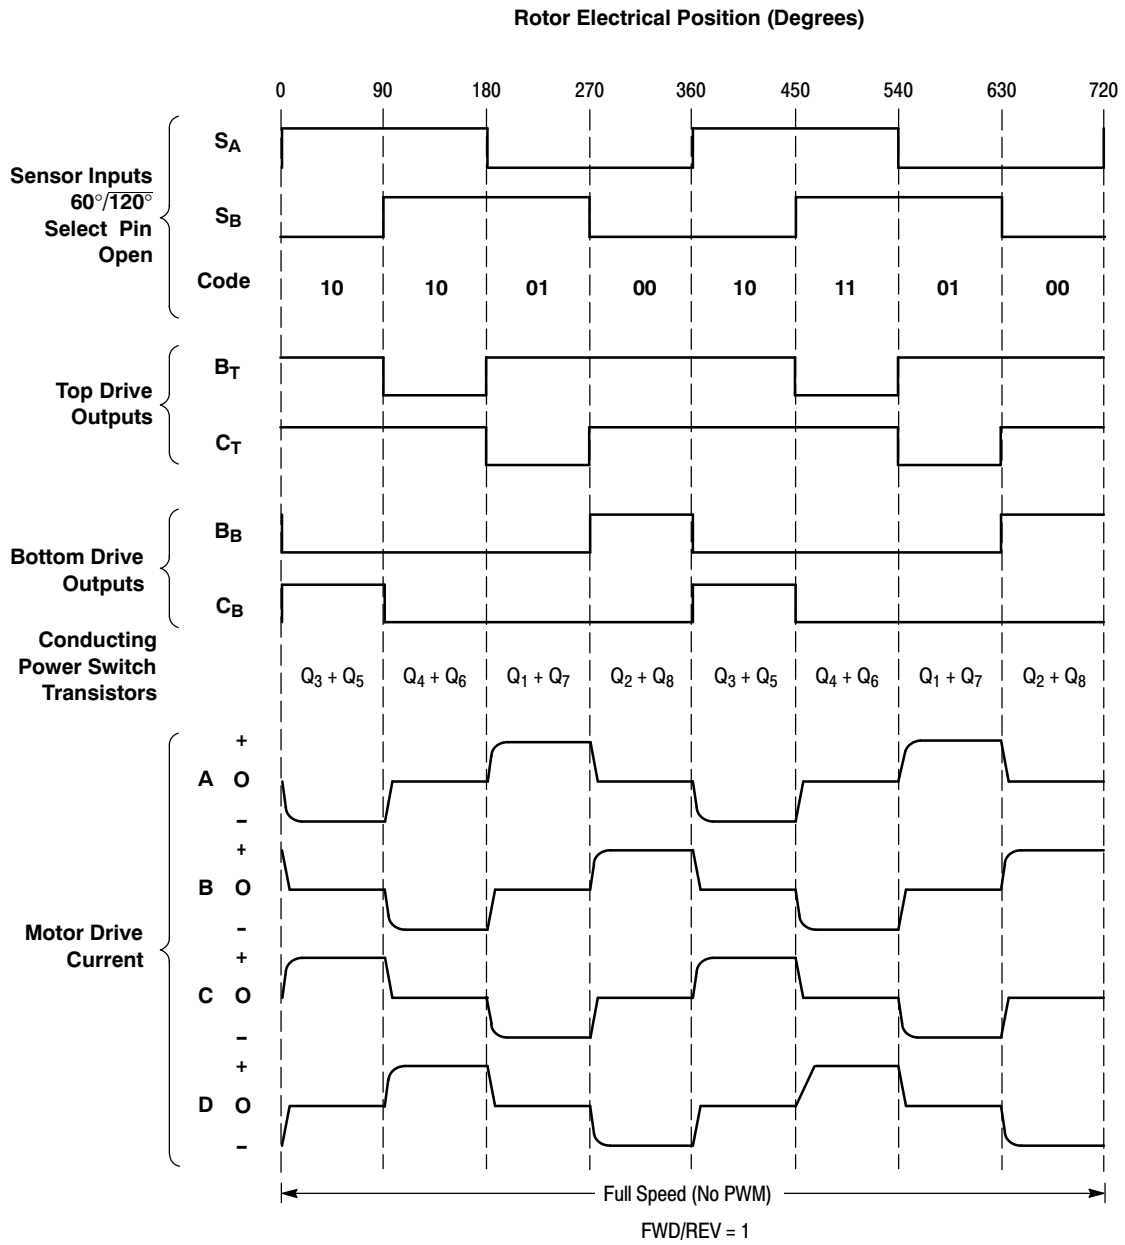 Rotor Electrical Position (Degrees)
0 90 180 270 360 450 540 630 720
Sensor Inputs
60°/120°
Select Pin
Open
SA
SB
Code
10 10 01 00 10 11 01 00
Top Drive
Outputs
BT
CT
Bottom Drive
Outputs
BB
CB
Conducting
Power Switch
Transistors
Q3 + Q5 Q4 + Q6 Q1 + Q7 Q2 + Q8 Q3 + Q5 Q4 + Q6 Q1 + Q7 Q2 + Q8
Motor Drive
Current
+
A O
−
+
B O
−
+
C O
−
+
D O
−
Full Speed (No PWM)
FWD/REV = 1